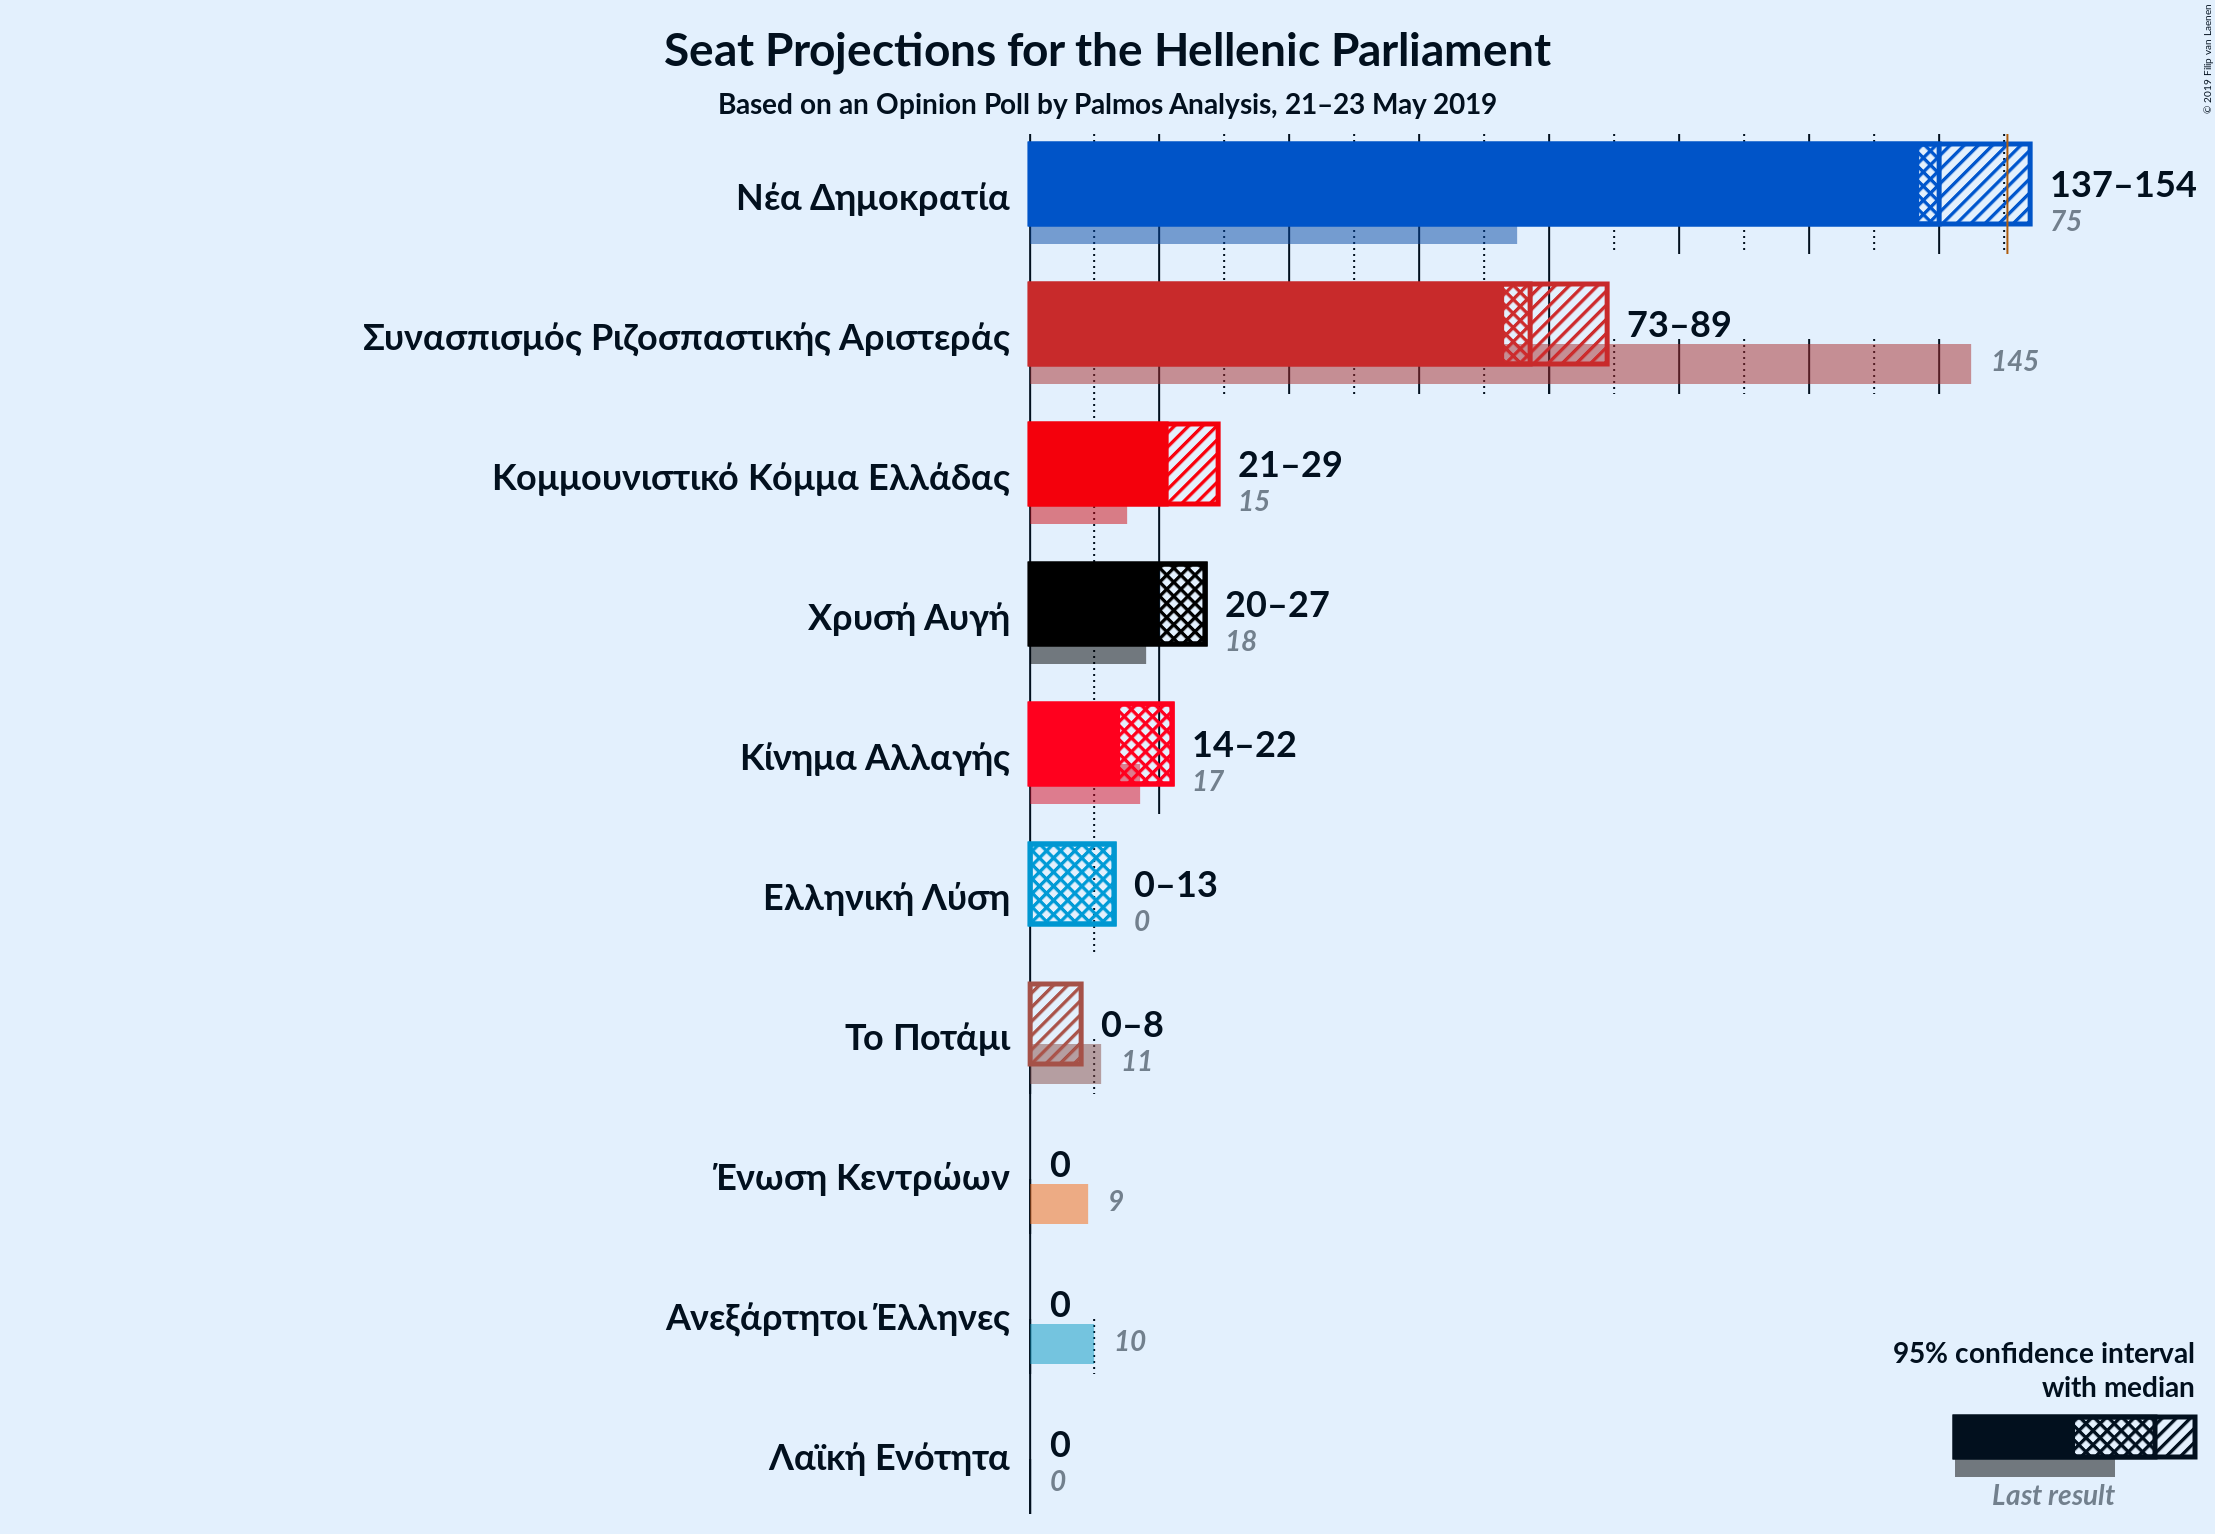 Seat Projections for the Hellenic Parliament
Based on an Opinion Poll by Palmos Analysis, 21–23 May 2019
© 2019 Filip van Laenen
Νέα Δημοκρατία
137–154
75
Συνασπισμός Ριζοσπαστικής Αριστεράς
73–89
145
Κομμουνιστικό Κόμμα Ελλάδας
21–29
15
Χρυσή Αυγή
20–27
18
Κίνημα Αλλαγής
14–22
17
Ελληνική Λύση
0–13
0
Το Ποτάμι
0–8
11
Ένωση Κεντρώων
0
9
Ανεξάρτητοι Έλληνες
0
10
Λαϊκή Ενότητα
0
0
95% confidence interval
with median
Last result